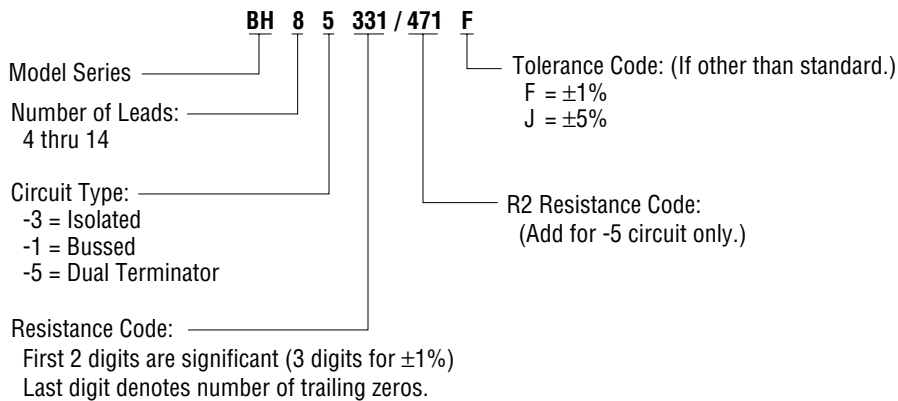 BH 8 5 331 / 471 F
Model Series
Number of Leads:
4 thru 14
Circuit Type:
-3 = Isolated
-1 = Bussed
-5 = Dual Terminator
Resistance Code:
First 2 digits are significant (3 digits for ±1%)
Last digit denotes number of trailing zeros.
Tolerance Code: (If other than standard.)
F = ±1%
J = ±5%
R2 Resistance Code:
(Add for -5 circuit only.)